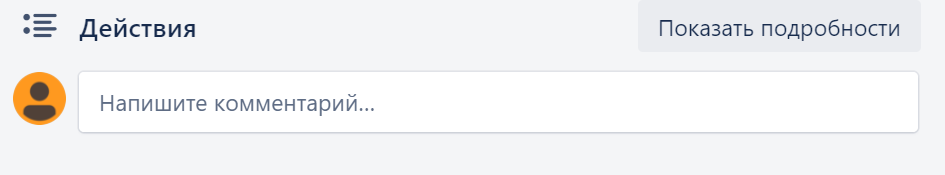 Действия
Показать подробности
Напишите комментарий...